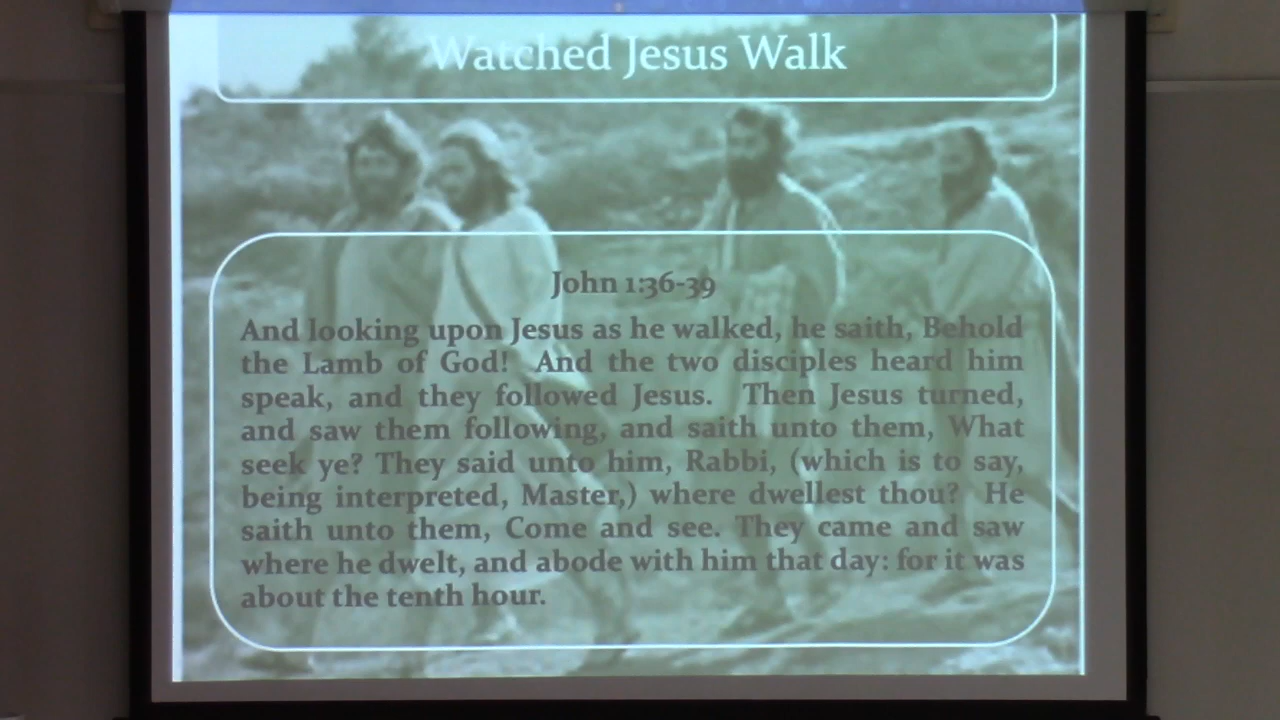 Watched Jesus Walk
John 1:36-39
And looking upon Jesus as he walked, he saith, Behold
the Lamb of God! And the two disciples heard him
speak, and they followed Jesus. Then Jesus turned,
and saw them following, and saith unto them, What
seek ye? They said unto him, Rabbi, (which is to say,
being interpreted, Master,) where dwellest thou? He
saith unto them, Come and see. They came and saw
where he dwelt, and abode with him that day: for it was
about the tenth hour.